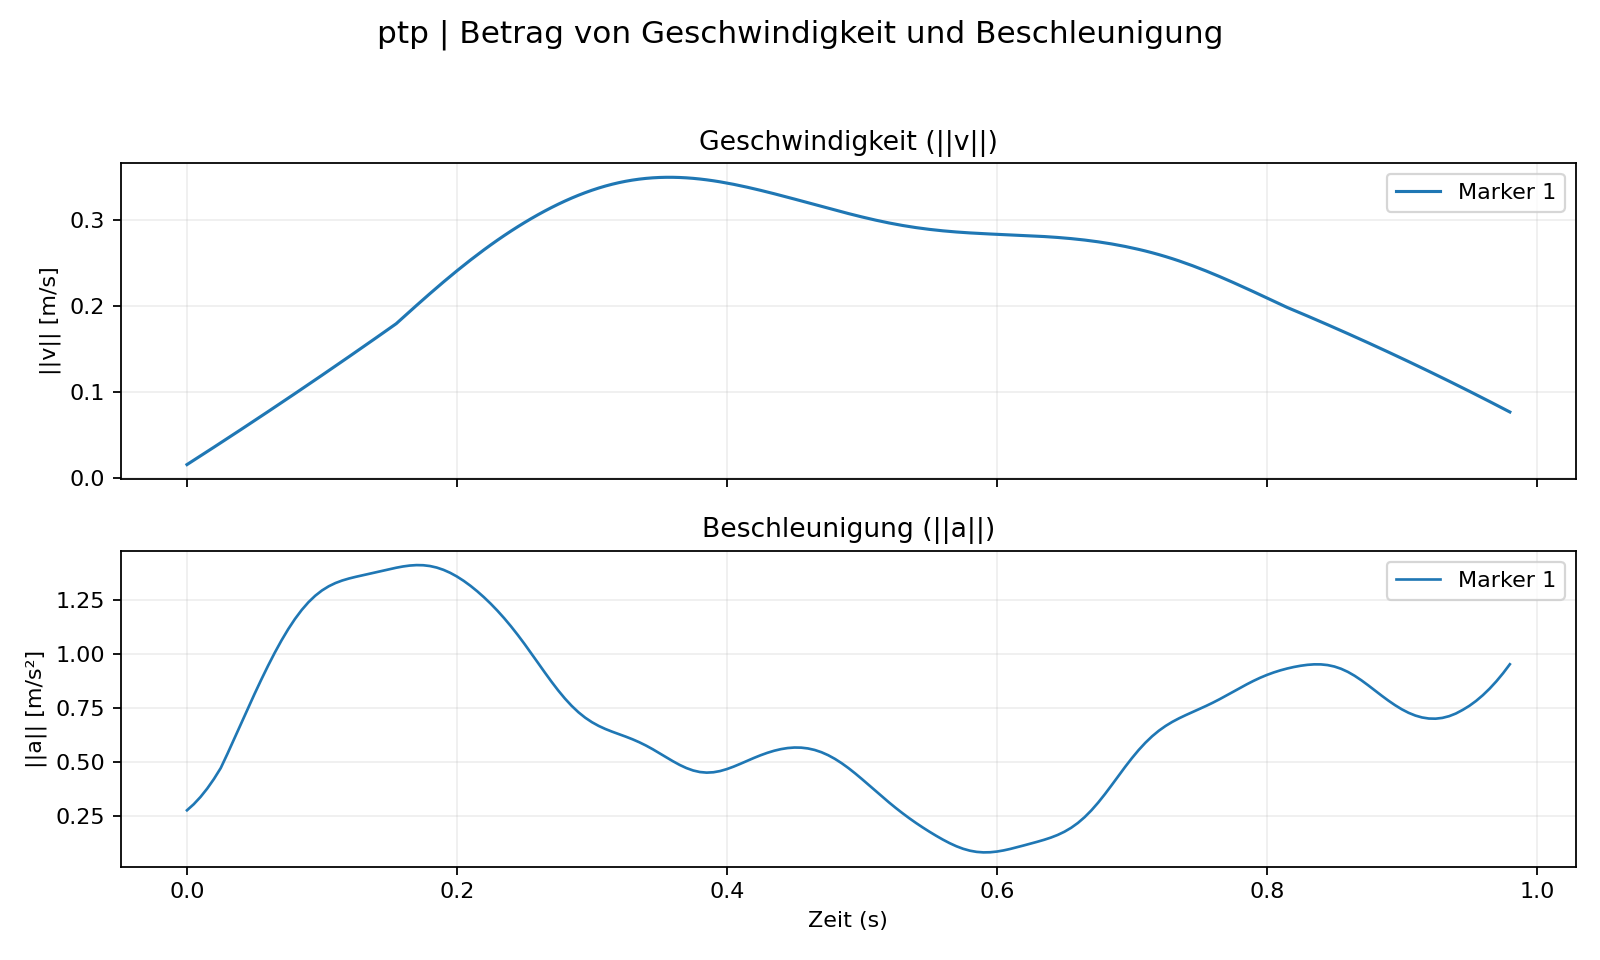 ptp | Betrag von Geschwindigkeit und Beschleunigung
Geschwindigkeit (||v||)
Marker 1
||v|| [m/s]
0.3
0.2
0.1
0.0
Beschleunigung (||a||)
Marker 1
||a|| [m/s²]
1.25
1.00
0.75
0.50
0.25
0.0 0.2 0.4 0.6 0.8 1.0
Zeit (s)